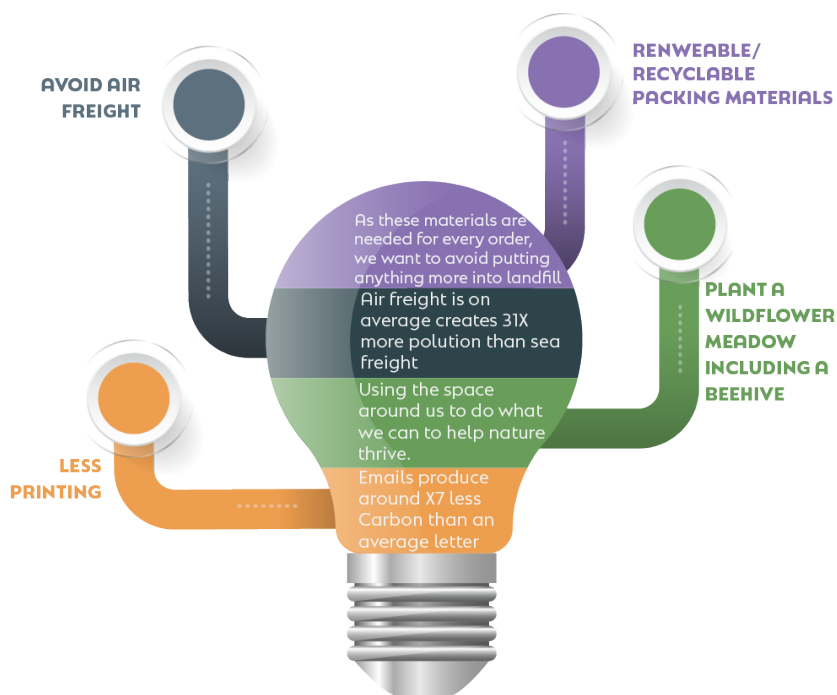 AVOID AIR
FREIGHT
RENWEABLE/
RECYCLABLE
PACKING MATERIALS
As these materials are
needed for every order,
we want to avoid putting
anything more into landfill
Air freight is on
average creates 31X
more polution than sea
freight
PLANT A
WILDFLOWER
MEADOW
INCLUDING A
BEEHIVE
Using the space
around us to do what
we can to help nature
thrive.
LESS
PRINTING
Emails produce
around X7 less
Carbon than an
average letter